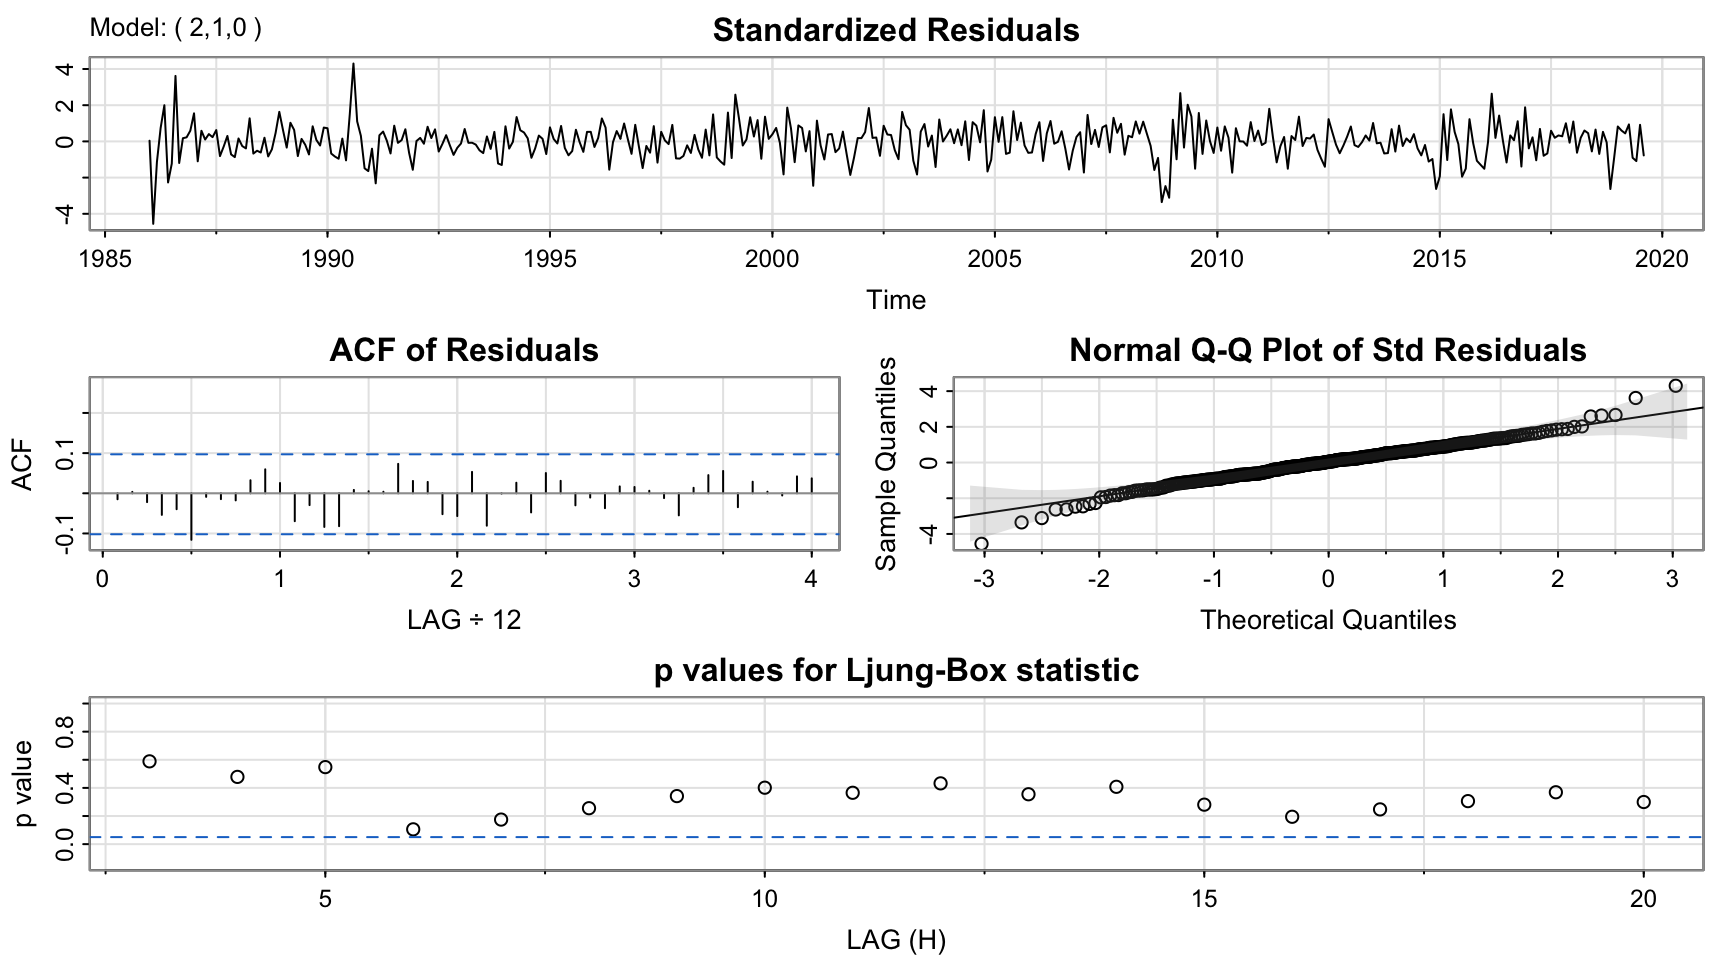 Model: ( 2,1,0 )
Standardized Residuals
4
2
0
-4
1985 1990 1995 2000 2005 2010 2015 2020
Time
ACF of Residuals
ACF
0.1
-0.1
0 1 2 3 4
LAG ÷ 12
Normal Q-Q Plot of Std Residuals
Sample Quantiles
4
2
0
-4
-3 -2 -1 0 1 2 3
Theoretical Quantiles
p values for Ljung-Box statistic
p value
0.8
0.4
0.0
5 10 15 20
LAG (H)